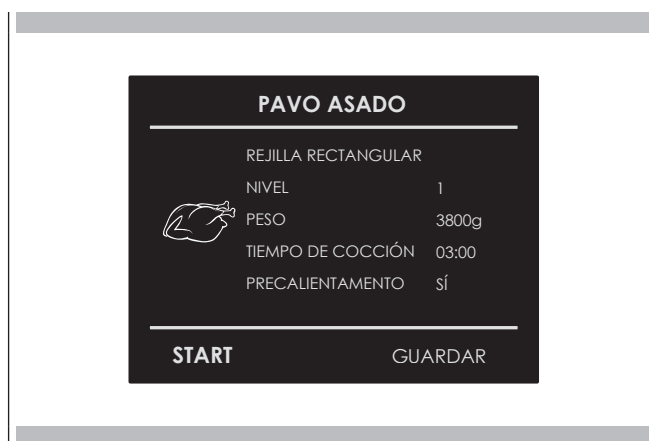 PAVO ASADO
REJILLA RECTANGULAR
NIVEL 1
PESO 3800g
TIEMPO DE COCCIÓN 03:00
PRECALIENTAMENTO SÍ
START GUARDAR